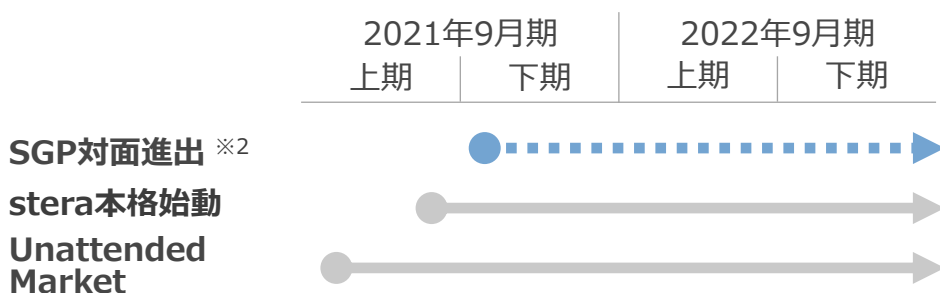 2021年9月期 2022年9月期
上期 下期 上期 下期
SGP対面進出 ※2
stera本格始動
Unattended
Market